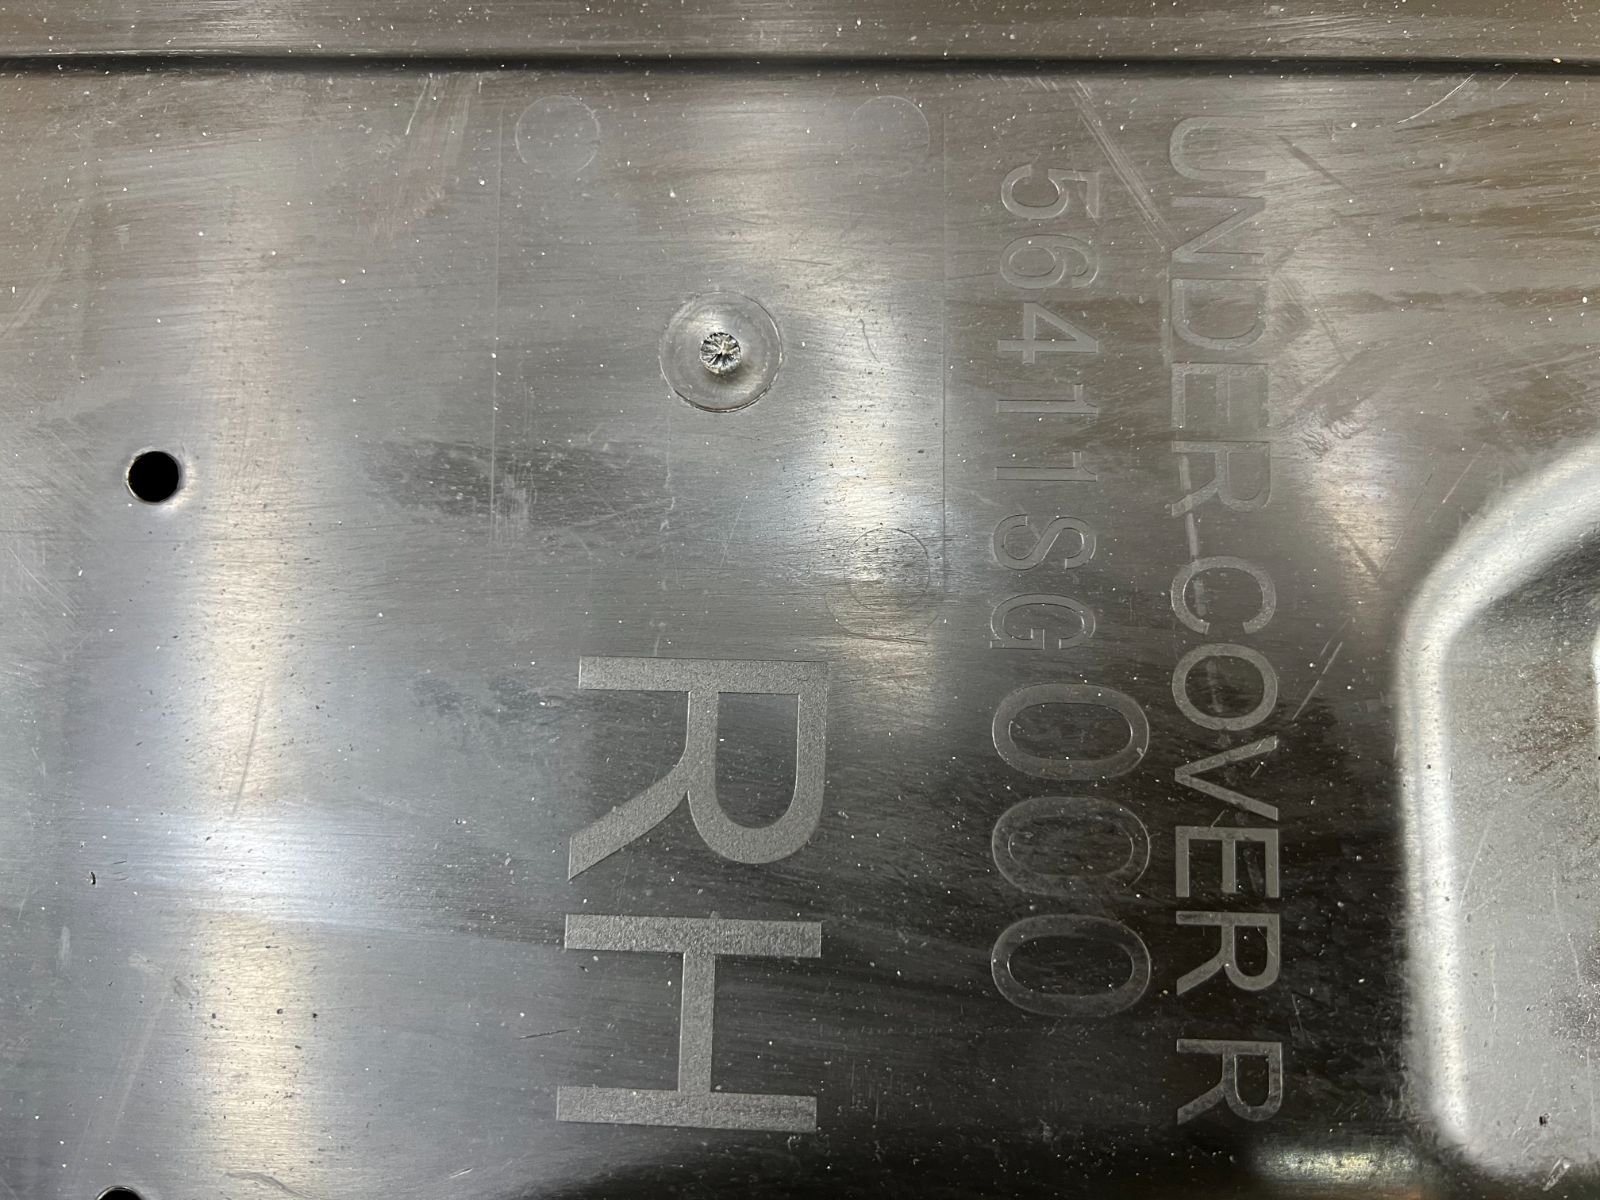 UNDER COVER R
56411SG000
RH